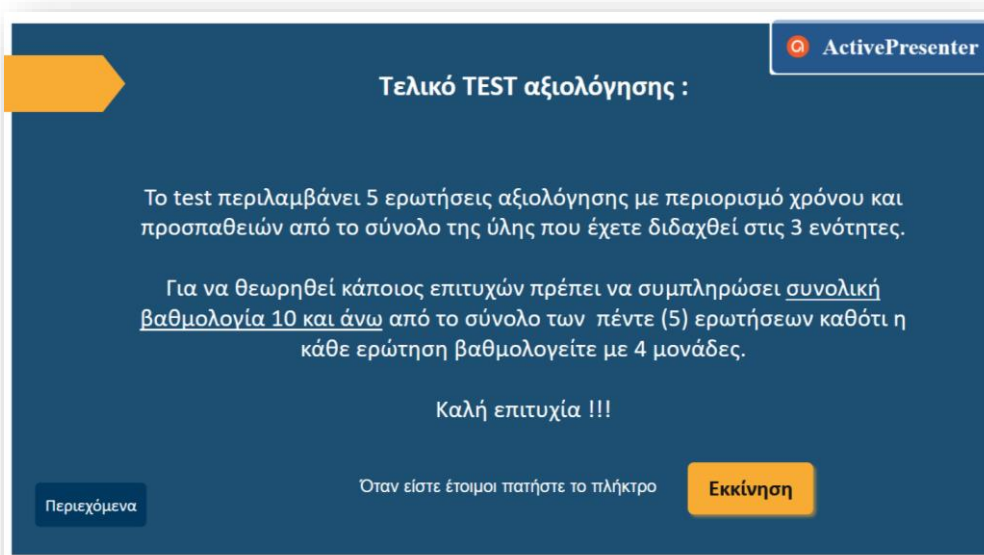 ActivePresenter
Τελικό TEST αξιολόγησης :
Το test περιλαμβάνει 5 ερωτήσεις αξιολόγησης με περιορισμό χρόνου και
προσπαθειών από το σύνολο της ύλης που έχετε διδαχθεί στις 3 ενότητες.
Για να θεωρηθεί κάποιος επιτυχών πρέπει να συμπληρώσει συνολική
βαθμολογία 10 και άνω από το σύνολο των πέντε (5) ερωτήσεων καθότι η
κάθε ερώτηση βαθμολογείτε με 4 μονάδες.
Καλή επιτυχία !!!
Όταν είστε έτοιμοι πατήστε το πλήκτρο
Εκκίνηση
Περιεχόμενα